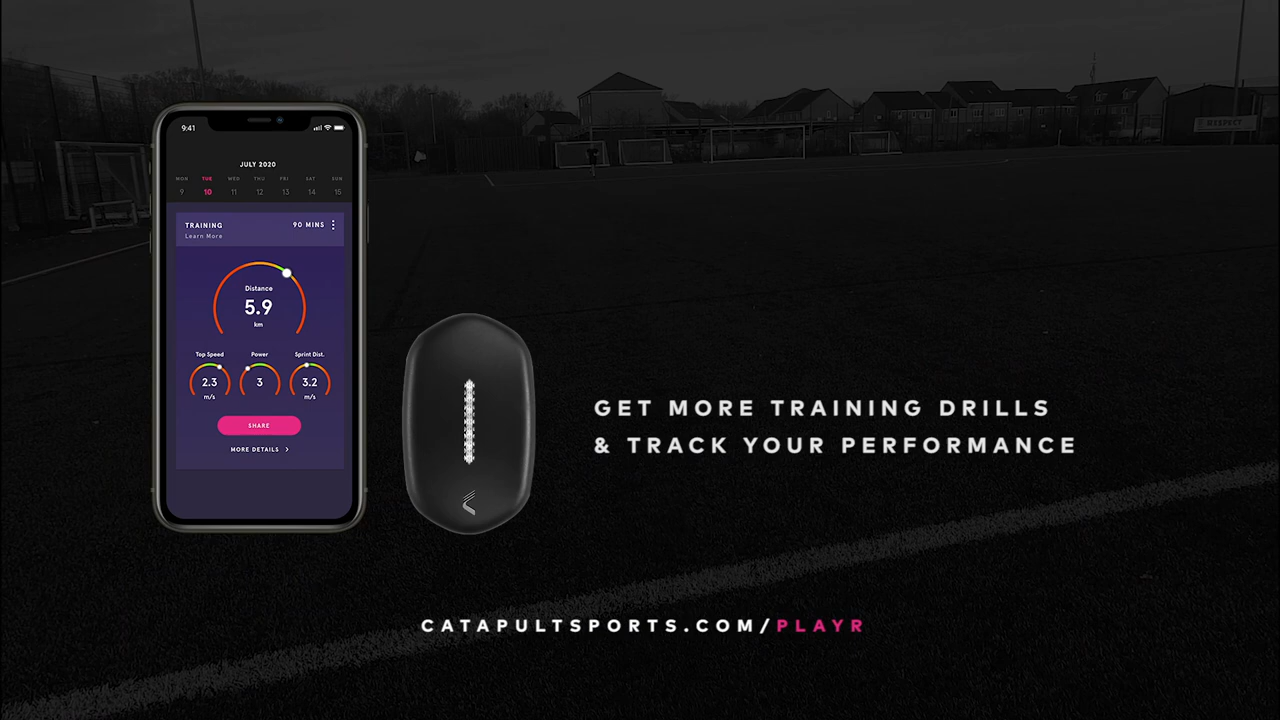 9:41
JULY 2020
MON TUE WED THU FRI SAT SUN
9 10 11 12 13 14 15
TRAINING 90 MINS
Learn More
Distance
5.9
km
Top Speed Power Sprint Dist.
2.3 3 3.2
m/s m/s
SHARE
MORE DETAILS >
GET MORE TRAINING DRILLS
& TRACK YOUR PERFORMANCE
CATAPULTSPORTS.COM/PLAYR
RESPECT